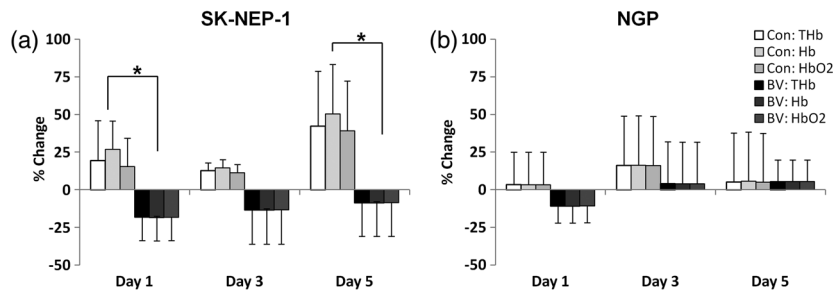 (a)
SK-NEP-1
% Change
100
75
50
25
0
-25
-50
*
*
Day 1
Day 3
Day 5
(b)
NGP
% Change
100
75
50
25
0
-25
-50
Day 1
Day 3
Day 5
Con: THb
Con: Hb
Con: HbO2
BV: THb
BV: Hb
BV: HbO2